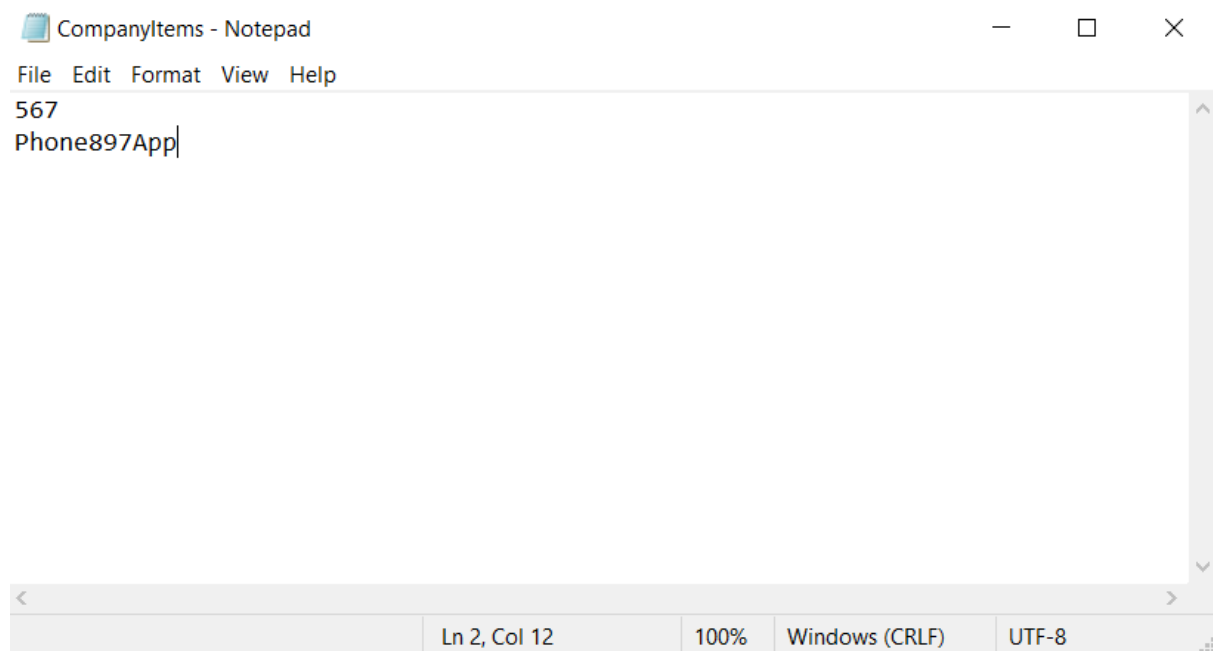 CompanyItems - Notepad
File Edit Format View Help
567
Phone897App
Ln 2, Col 12 100% Windows (CRLF) UTF-8